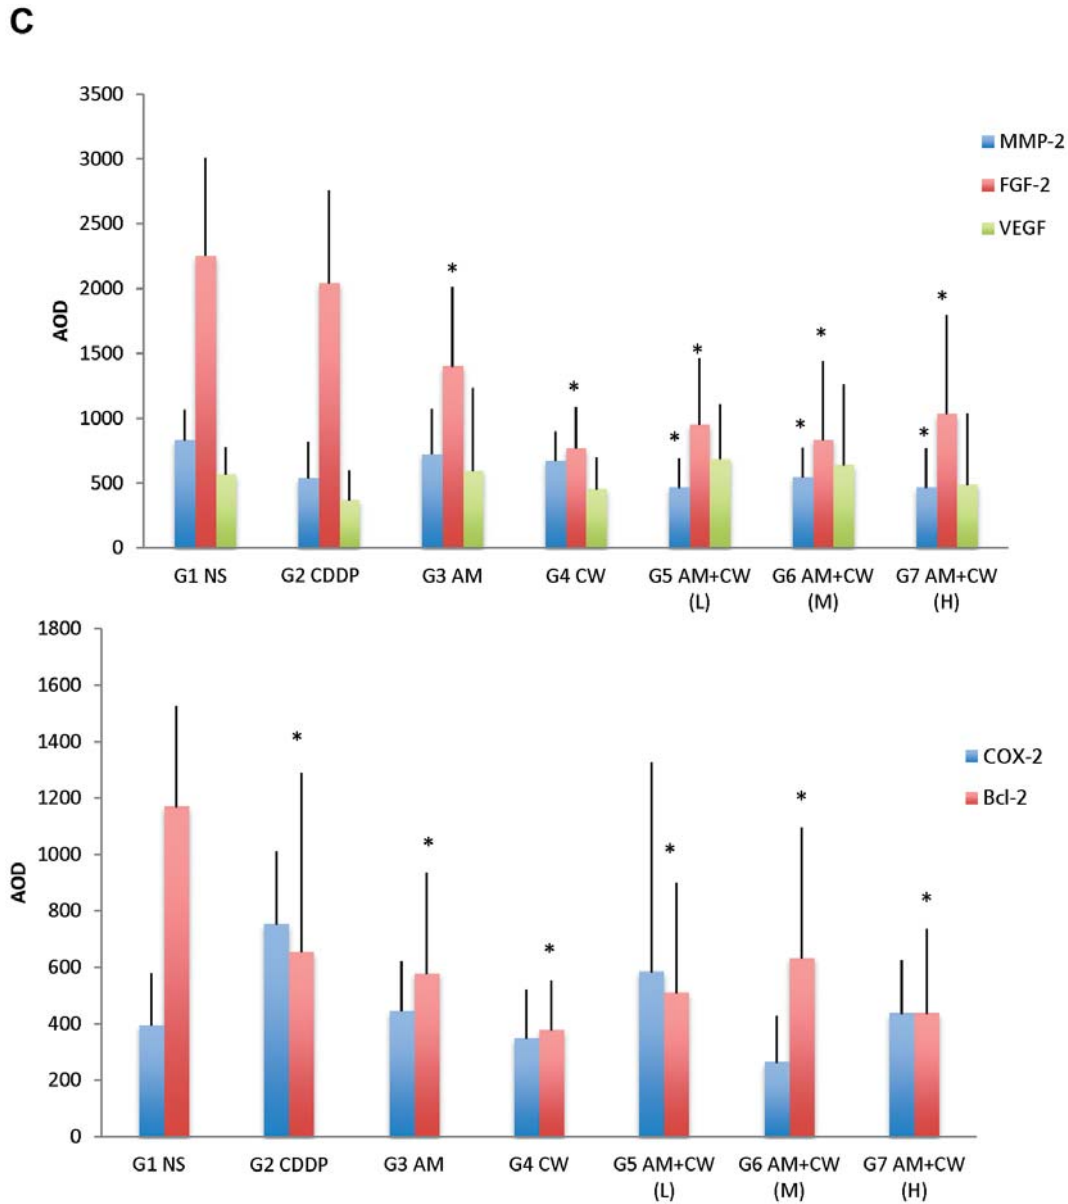 C
3500
3000
2500
2000
1500
1000
500
0
AOD
MMP-2
FGF-2
VEGF
*
*
*
*
*
*
*
*
G1 NS
G2 CDDP
G3 AM
G4 CW
G5 AM+CW
(L)
G6 AM+CW
(M)
G7 AM+CW
(H)
1800
1600
1400
1200
1000
800
600
400
200
0
AOD
COX-2
Bcl-2
*
*
*
*
*
*
G1 NS
G2 CDDP
G3 AM
G4 CW
G5 AM+CW
(L)
G6 AM+CW
(M)
G7 AM+CW
(H)